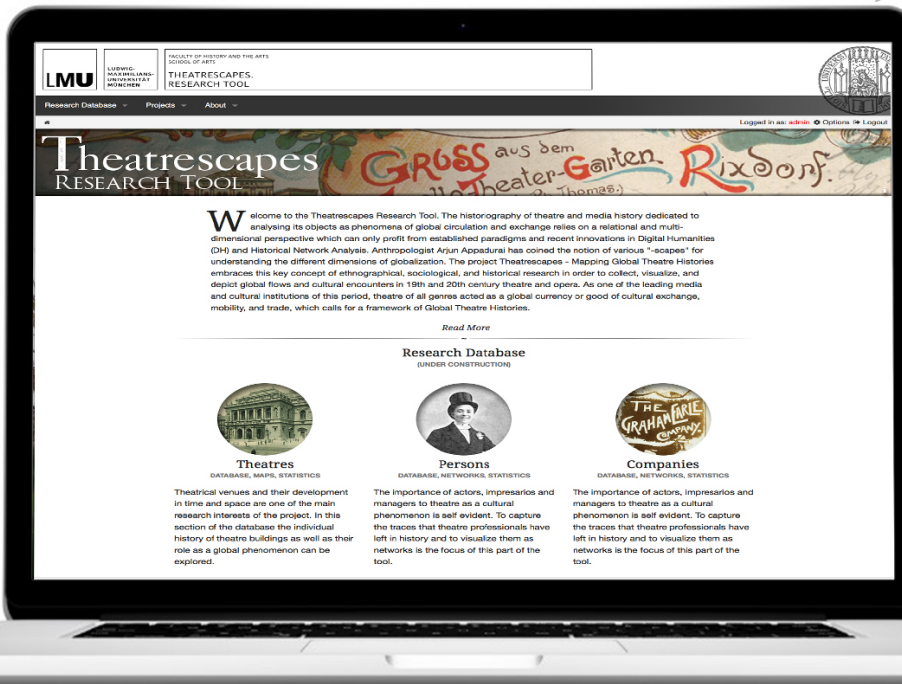 LMU
LUDWIG-
MAXIMILIANS-
UNIVERSITÄT
MÜNCHEN
FACULTY OF HISTORY AND THE ARTS
SCHOOL OF ARTS
THEATRESCAPES.
RESEARCH TOOL
Research Database Projects About
Logged in as: admin Options Logout
Theatrescapes
RESEARCH TOOL
GROSS aus dem
Theater-Garten Rixdorf.
Thomas.)
Welcome to the Theatrescapes Research Tool. The historiography of theatre and media history dedicated to
analysing its objects as phenomena of global circulation and exchange relies on a relational and multi-
dimensional perspective which can only profit from established paradigms and recent innovations in Digital Humanities
(DH) and Historical Network Analysis. Anthropologist Arjun Appadurai has coined the notion of various "-scapes" for
understanding the different dimensions of globalization. The project Theatrescapes - Mapping Global Theatre Histories
embraces this key concept of ethnographical, sociological, and historical research in order to collect, visualize, and
depict global flows and cultural encounters in 19th and 20th century theatre and opera. As one of the leading media
and cultural institutions of this period, theatre of all genres acted as a global currency or good of cultural exchange,
mobility, and trade, which calls for a framework of Global Theatre Histories.
Read More
Research Database
(UNDER CONSTRUCTION)
THE
GRAHAM EARLE
COMPANY
Theatres
DATABASE, MAPS, STATISTICS
Theatrical venues and their development
in time and space are one of the main
research interests of the project. In this
section of the database the individual
history of theatre buildings as well as their
role as a global phenomenon can be
explored.
Persons
DATABASE, NETWORKS, STATISTICS
The importance of actors, impresarios and
managers to theatre as a cultural
phenomenon is self evident. To capture
the traces that theatre professionals have
left in history and to visualize them as
networks is the focus of this part of the
tool.
Companies
DATABASE, NETWORKS, STATISTICS
The importance of actors, impresarios and
managers to theatre as a cultural
phenomenon is self evident. To capture
the traces that theatre professionals have
left in history and to visualize them as
networks is the focus of this part of the
tool.